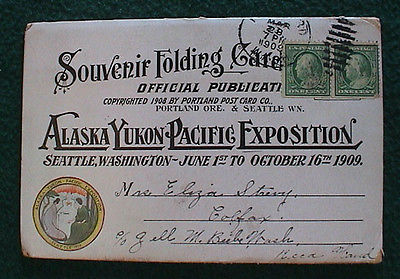 Souvenir Folding Card
OFFICIAL PUBLICATION
COPYRIGHTED 1908 BY PORTLAND POST CARD CO.
PORTLAND ORE. & SEATTLE WN.
ALASKA YUKON-PACIFIC EXPOSITION
SEATTLE, WASHINGTON-JUNE 1ST TO OCTOBER 16TH 1909.
1909
ONE CENT ONE CENT
Mrs Eliza
Colfax
c/o M.